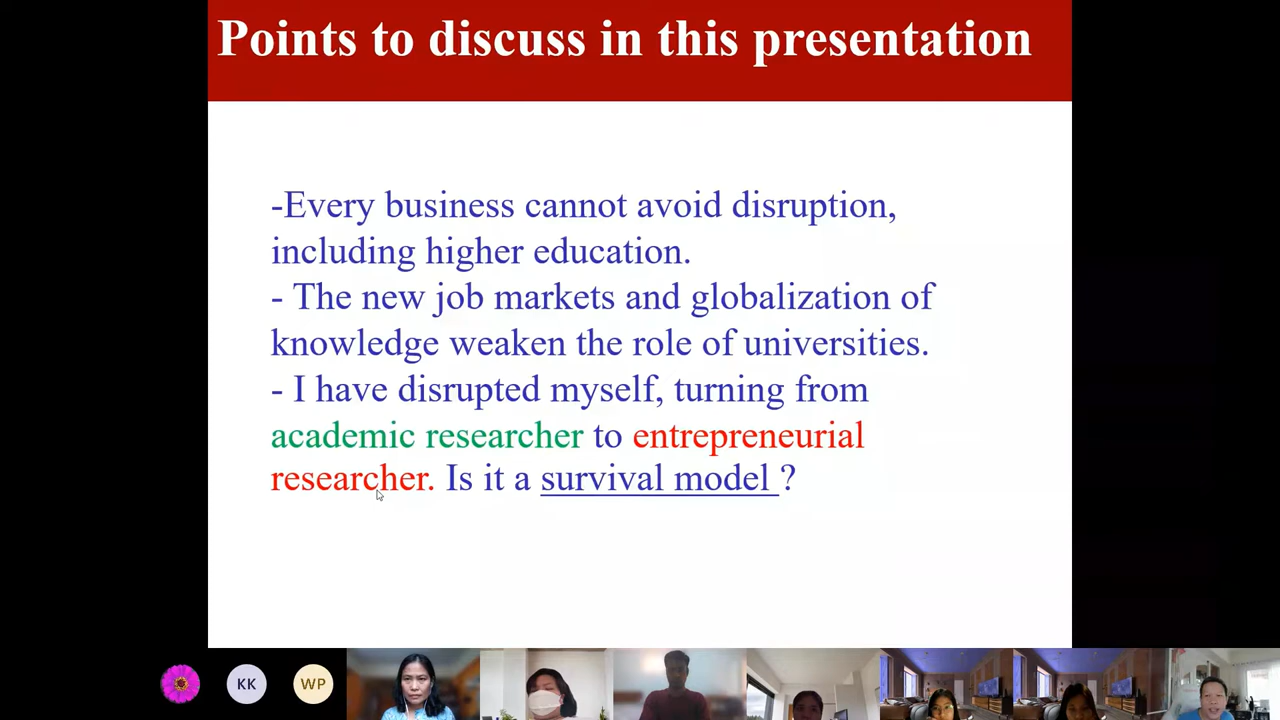 Points to discuss in this presentation
-Every business cannot avoid disruption,
including higher education.
- The new job markets and globalization of
knowledge weaken the role of universities.
- I have disrupted myself, turning from
academic researcher to entrepreneurial
researcher. Is it a survival model ?
KK
WP